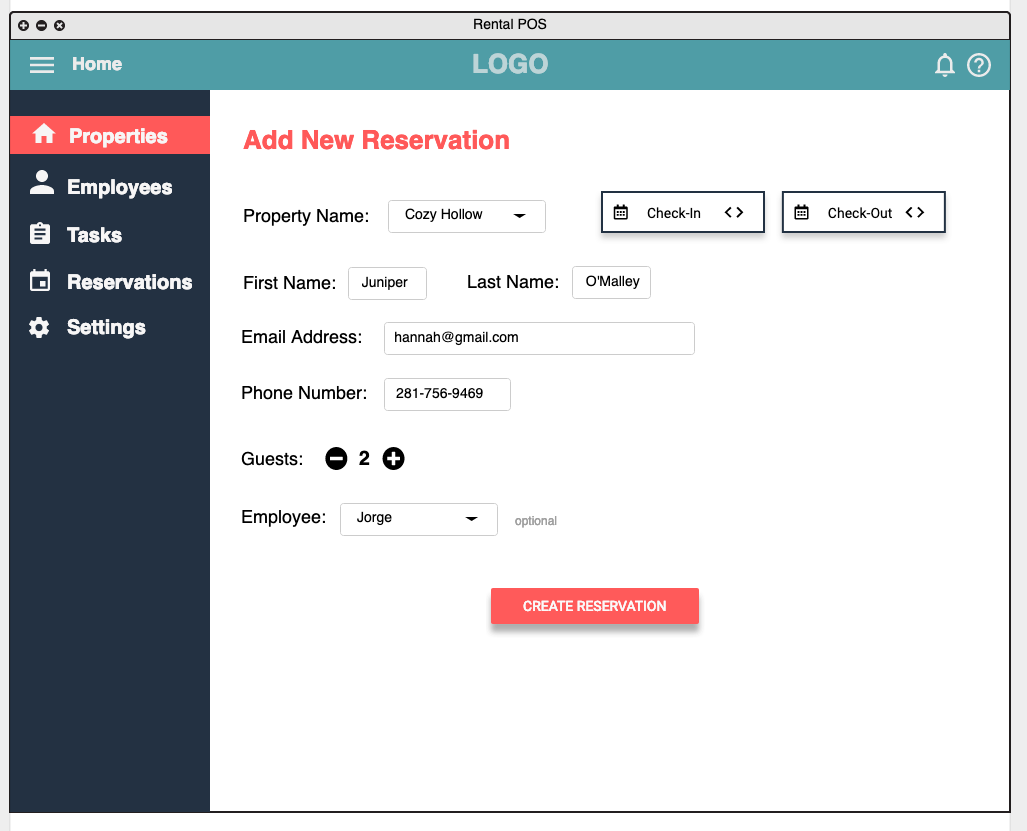 Rental POS
Home
LOGO
Properties
Employees
Tasks
Reservations
Settings
Add New Reservation
Property Name: Cozy Hollow
Check-In
Check-Out
First Name: Juniper
Last Name: O'Malley
Email Address: hannah@gmail.com
Phone Number: 281-756-9469
Guests: 2
Employee: Jorge optional
CREATE RESERVATION